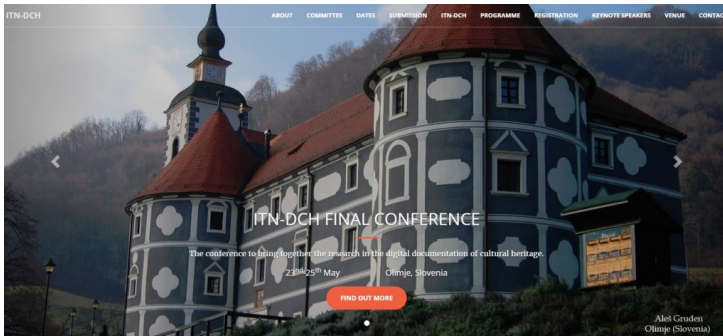 ITN-DCH
ABOUT COMMITTEE DATES SUBMISSION ITN-DCH PROGRAMME REGISTRATION KEYNOTE SPEAKERS VENUE CONTAC
ITN-DCH FINAL CONFERENCE
The conference to bring together the research in the digital documentation of cultural heritage.
23rd-25th May Olimje, Slovenia
FIND OUT MORE
Aleš Gruden
Olimje (Slovenia)